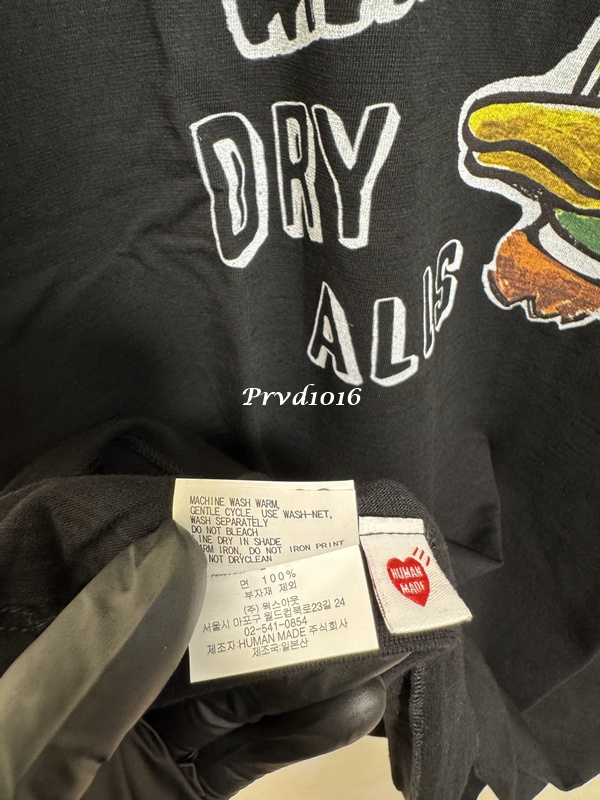 DRY
ALIS
Prvd1016
MACHINE WASH WARM,
GENTLE CYCLE, USE WASH-NET,
WASH SEPARATELY
DO NOT BLEACH
LINE DRY IN SHADE
WARM IRON, DO NOT IRON PRINT
NOT DRYCLEAN
면 100%
부자재 제외
(주) 웍스아웃
서울시 마포구 월드컵북로23길 24
02-541-0854
제조자:HUMAN MADE 주식회사
제조국:일본산
HUMAN
MADE